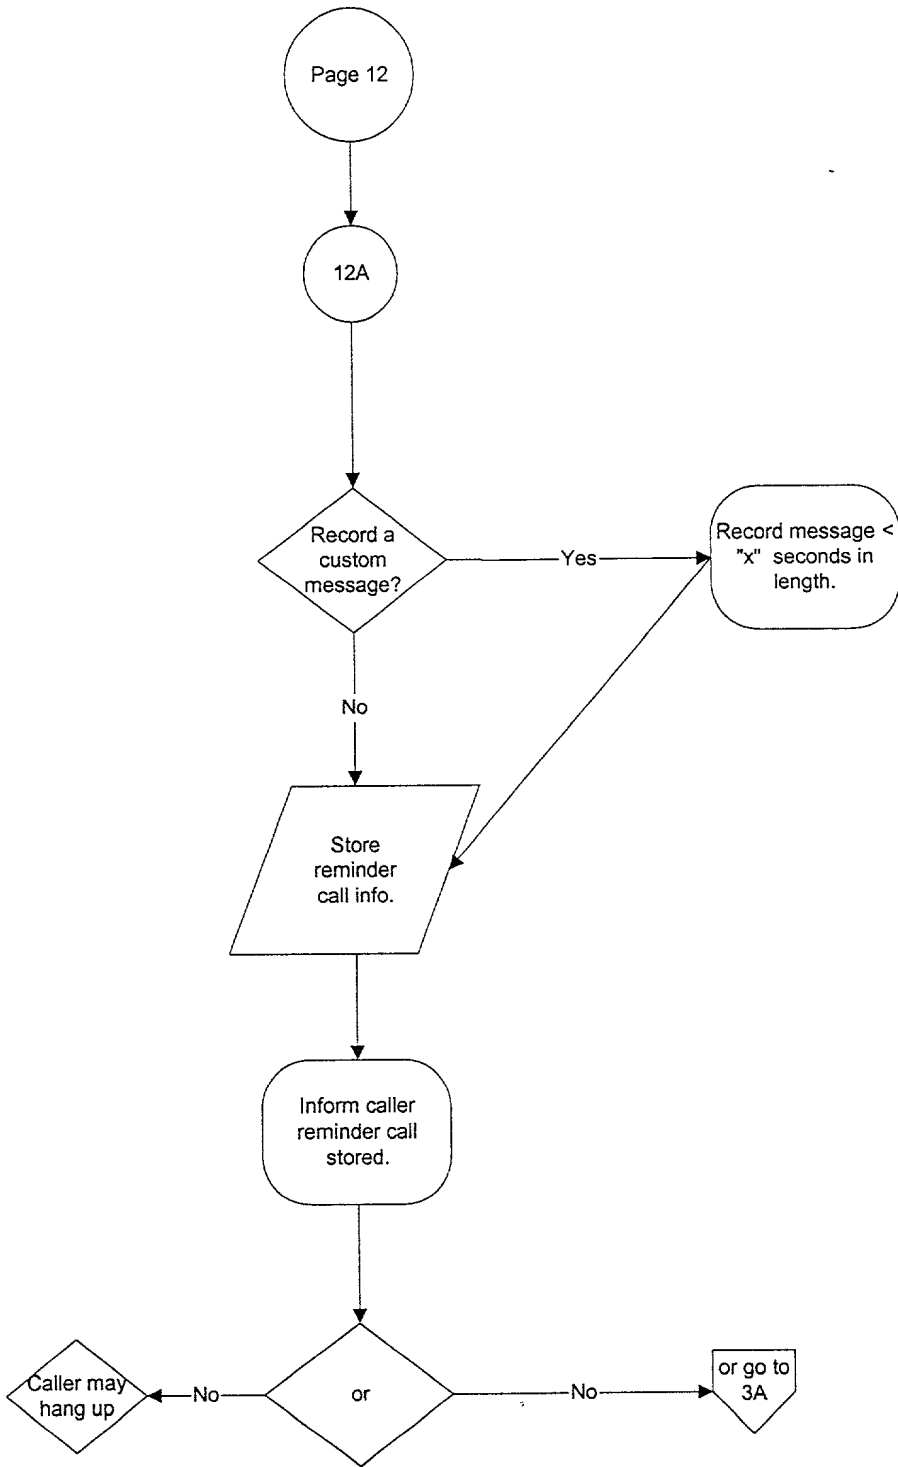 Page 12
12A
Record a
custom
message?
Yes
Record message <
"x" seconds in
length.
No
Store
reminder
call info.
Inform caller
reminder call
stored.
Caller may
hang up
No
or
No
or go to
3A